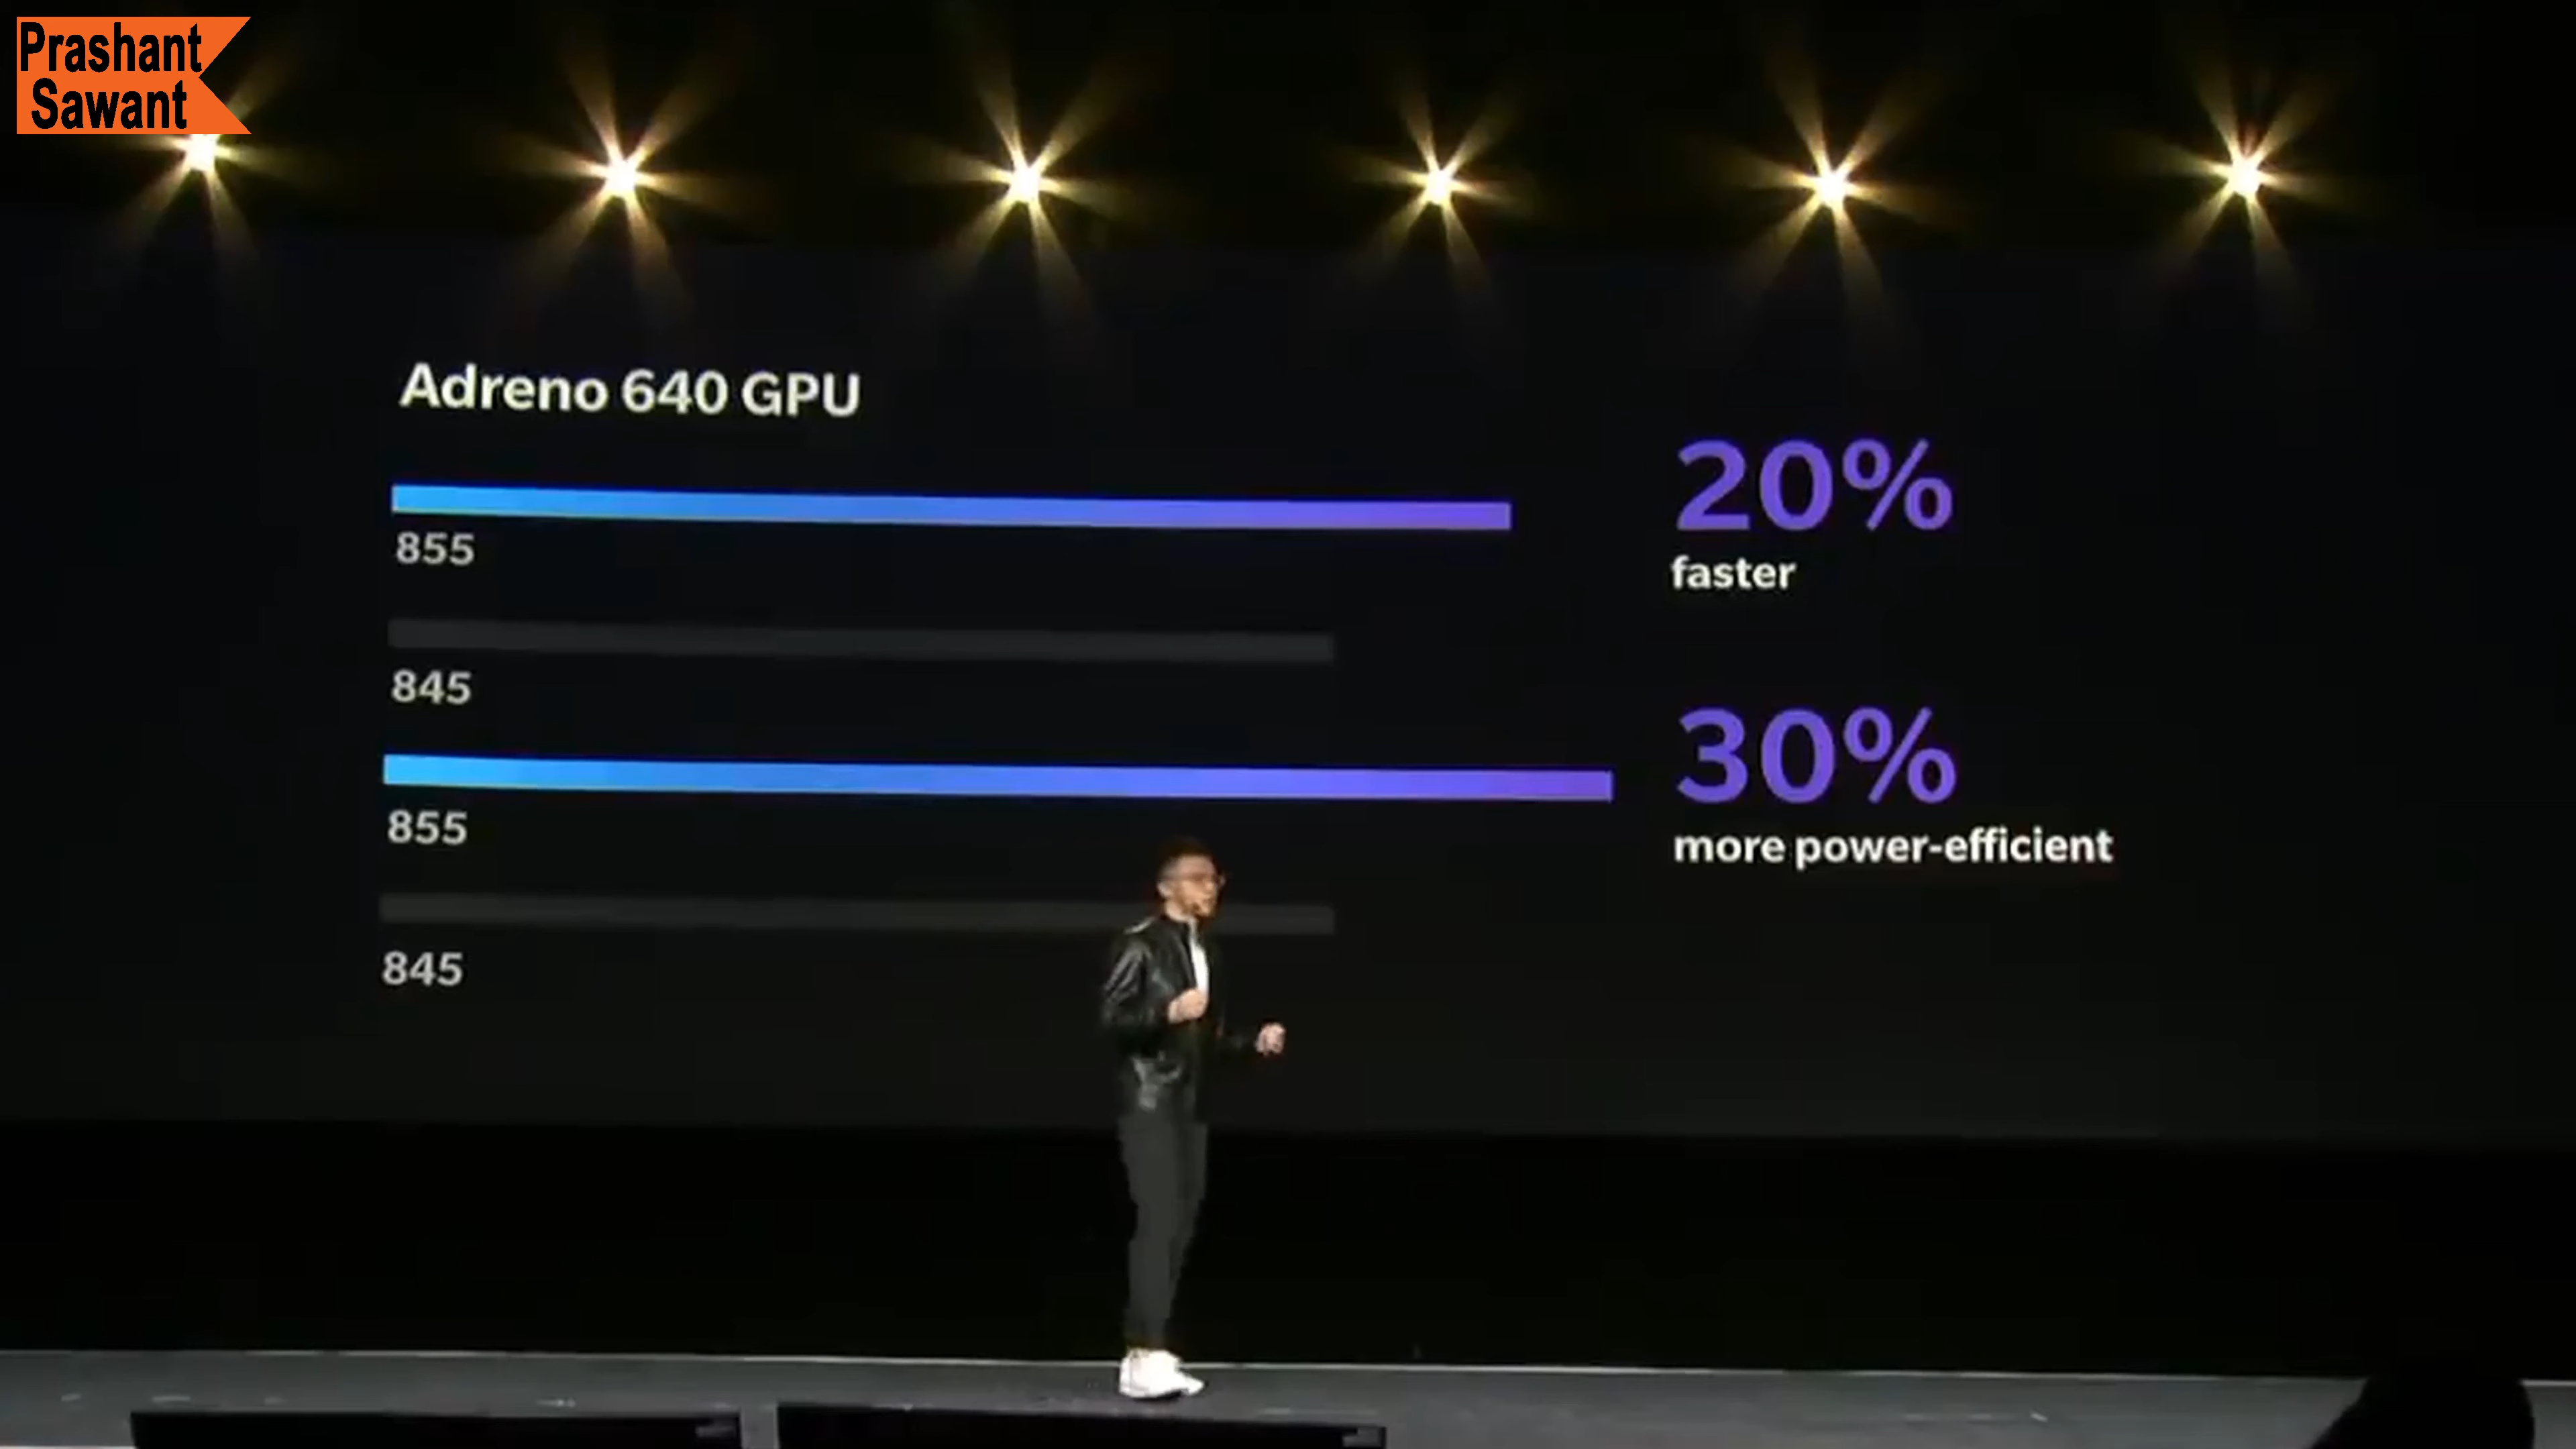 Prashant
Sawant
Adreno 640 GPU
855
20%
faster
845
855
30%
more power-efficient
845